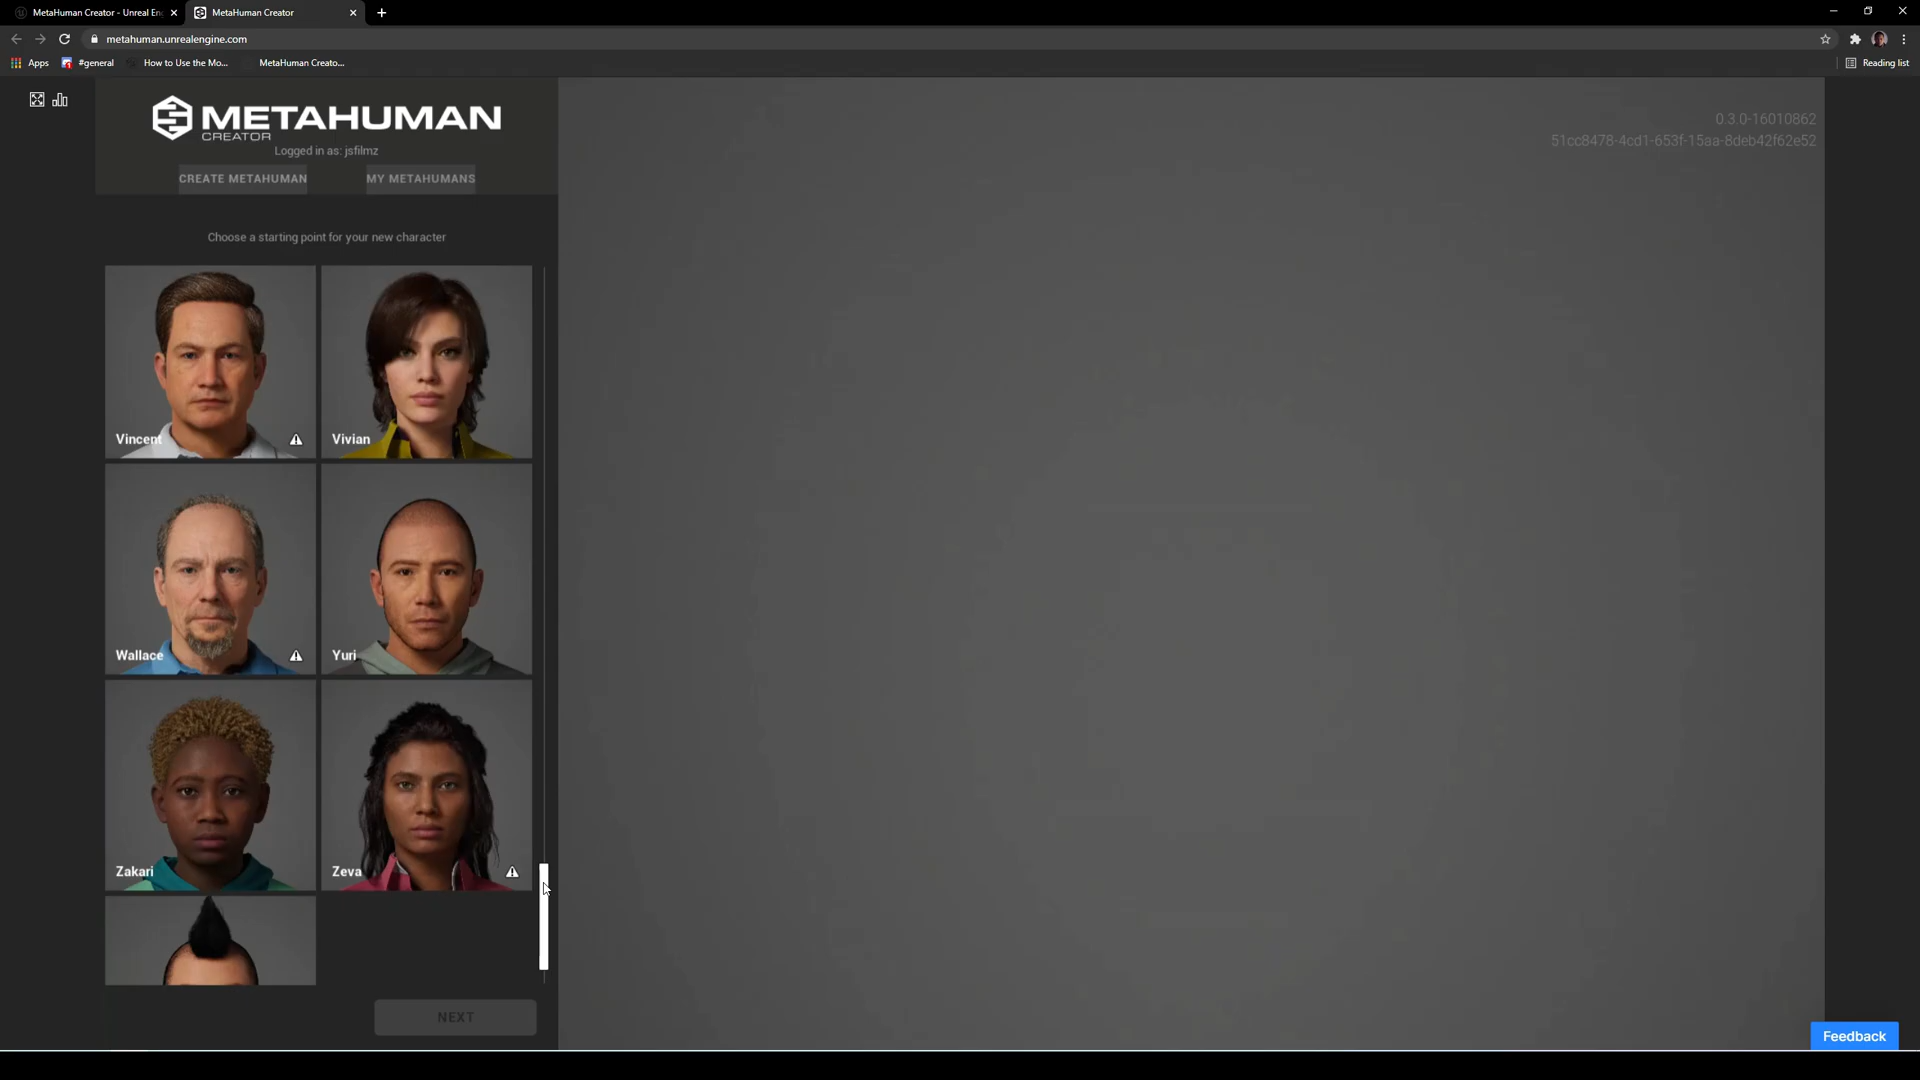 MetaHuman Creator - Unreal En
MetaHuman Creator
metahuman.unrealengine.com
Apps
#general
How to Use the Mo...
MetaHuman Creato...
Reading list
METAHUMAN
CREATOR
Logged in as: jsfilmz
CREATE METAHUMAN
MY METAHUMANS
0.3.0-16010862
51cc8478-4cd1-653f-15aa-8deb42f62e52
Choose a starting point for your new character
Vincent
Vivian
Wallace
Yuri
Zakari
Zeva
NEXT
Feedback